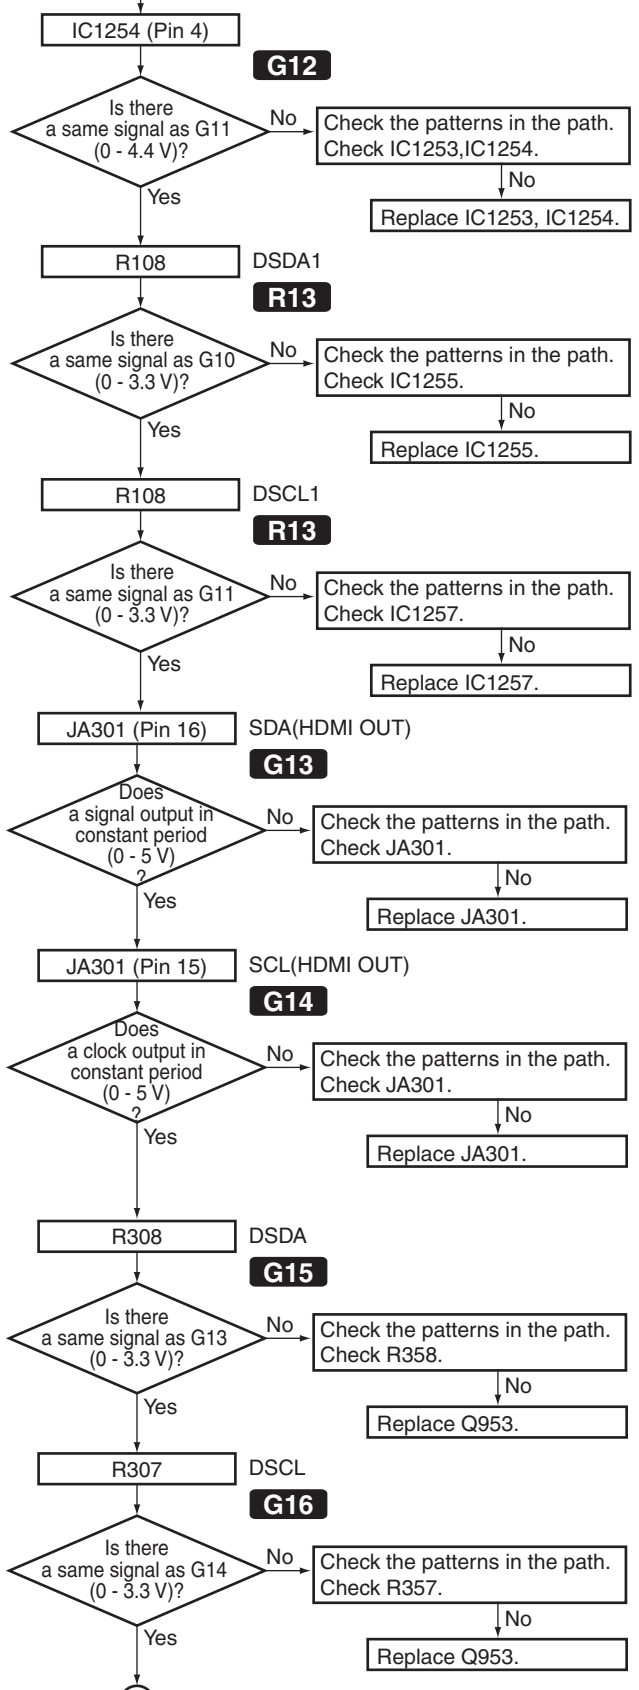 IC1254 (Pin 4)
G12
Is there
a same signal as G11
(0 - 4.4 V)?
No
Check the patterns in the path.
Check IC1253,IC1254.
No
Replace IC1253, IC1254.
Yes
R108
DSDA1
R13
Is there
a same signal as G10
(0 - 3.3 V)?
No
Check the patterns in the path.
Check IC1255.
No
Replace IC1255.
Yes
R108
DSCL1
R13
Is there
a same signal as G11
(0 - 3.3 V)?
No
Check the patterns in the path.
Check IC1257.
No
Replace IC1257.
Yes
JA301 (Pin 16)
SDA(HDMI OUT)
G13
Does
a signal output in
constant period
(0 - 5 V)
?
No
Check the patterns in the path.
Check JA301.
No
Replace JA301.
Yes
JA301 (Pin 15)
SCL(HDMI OUT)
G14
Does
a clock output in
constant period
(0 - 5 V)
?
No
Check the patterns in the path.
Check JA301.
No
Replace JA301.
Yes
R308
DSDA
G15
Is there
a same signal as G13
(0 - 3.3 V)?
No
Check the patterns in the path.
Check R358.
No
Replace Q953.
Yes
R307
DSCL
G16
Is there
a same signal as G14
(0 - 3.3 V)?
No
Check the patterns in the path.
Check R357.
No
Replace Q953.
Yes